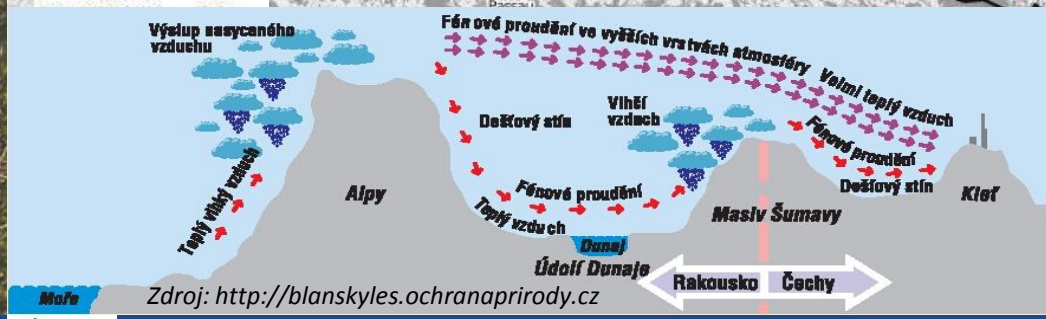 Passau
Výstup nasyceného
vzduchu
Fénové proudění ve vyšších vrstvách atmosféry
Velmi teplý vzduch
Vlhčí
vzduch
Dešťový stín
Fénové proudění
Dešťový stín
Kleť
Teplý vlhký vzduch
Alpy
Fénové proudění
Teplý vzduch
Masiv Šumavy
Dunaj
Údolí Dunaje
Rakousko
Čechy
Moře
Zdroj: http://blanskyles.ochranaprirody.cz